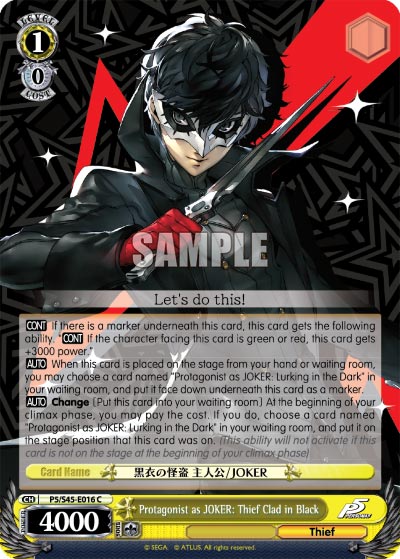 LEVEL
1
0
COST
SAMPLE
Let's do this!
CONT If there is a marker underneath this card, this card gets the following
ability. "CONT If the character facing this card is green or red, this card gets
+3000 power."
AUTO When this card is placed on the stage from your hand or waiting room,
you may choose a card named "Protagonist as JOKER: Lurking in the Dark" in
your waiting room, and put it face down underneath this card as a marker.
AUTO Change [Put this card into your waiting room] At the beginning of your
climax phase, you may pay the cost. If you do, choose a card named
"Protagonist as JOKER: Lurking in the Dark" in your waiting room, and put it on
the stage position that this card was on. (This ability will not activate if this
card is not on the stage at the beginning of your climax phase)
Card Name 黒衣の怪盗 主人公/JOKER
CH P5/S45-E016 C
4000
Protagonist as JOKER: Thief Clad in Black
P5
Thief
© SEGA. © ATLUS. All rights reserved.